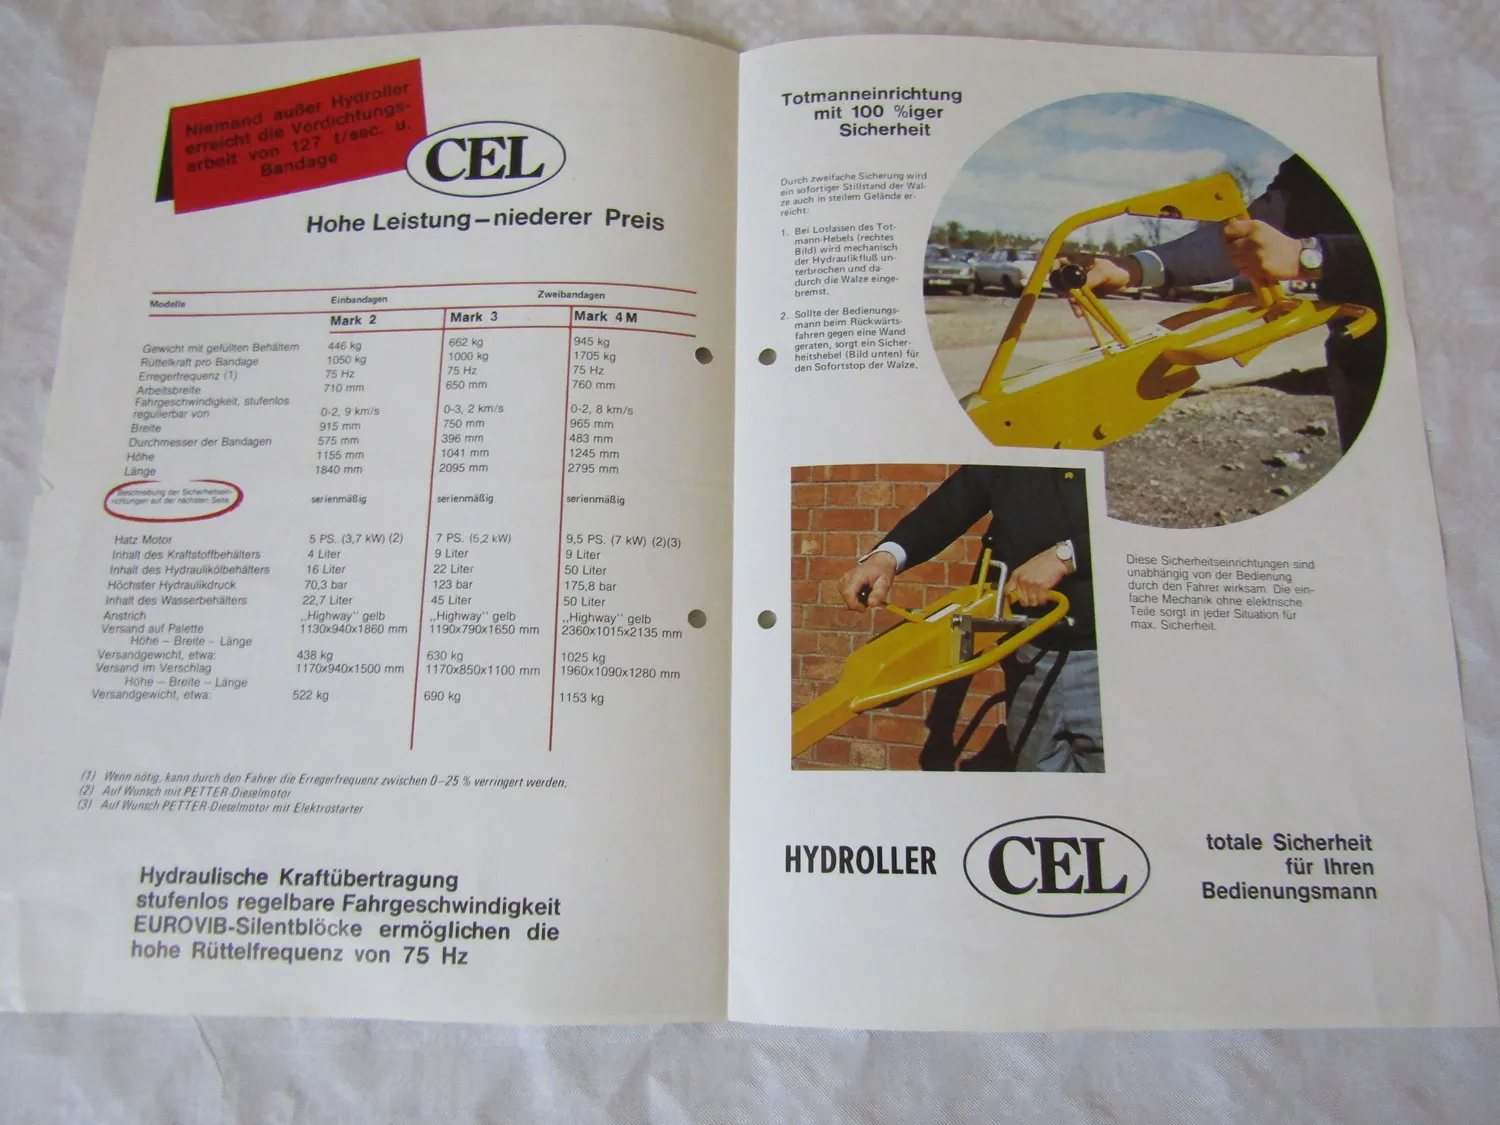 Niemand außer Hydroller
erreicht die Verdichtungs-
arbeit von 127 t/sec. u.
Bandage
CEL
Hohe Leistung – niederer Preis
Modelle Einbandagen Zweibandagen
Mark 2 Mark 3 Mark 4 M
Gewicht mit gefüllten Behältern 446 kg 662 kg 945 kg
Rüttelkraft pro Bandage 1050 kg 1000 kg 1705 kg
Erregerfrequenz (1) 75 Hz 75 Hz 75 Hz
Arbeitsbreite 710 mm 650 mm 760 mm
Fahrgeschwindigkeit, stufenlos
regulierbar von 0-2, 9 km/s 0-3, 2 km/s 0-2, 8 km/s
Breite 915 mm 750 mm 965 mm
Durchmesser der Bandagen 575 mm 396 mm 483 mm
Höhe 1155 mm 1041 mm 1245 mm
Länge 1840 mm 2095 mm 2795 mm
Beschreibung der Sicherheitsein-
richtungen auf der nächsten Seite serienmäßig serienmäßig serienmäßig
Hatz Motor 5 PS. (3,7 kW) (2) 7 PS. (5,2 kW) 9,5 PS. (7 kW) (2)(3)
Inhalt des Kraftstoffbehälters 4 Liter 9 Liter 9 Liter
Inhalt des Hydraulikölbehälters 16 Liter 22 Liter 50 Liter
Höchster Hydraulikdruck 70,3 bar 123 bar 175,8 bar
Inhalt des Wasserbehälters 22,7 Liter 45 Liter 50 Liter
Anstrich „Highway'' gelb „Highway'' gelb „Highway'' gelb
Versand auf Palette 1130x940x1860 mm 1190x790x1650 mm 2360x1015x2135 mm
Höhe – Breite – Länge
Versandgewicht, etwa: 438 kg 630 kg 1025 kg
Versand im Verschlag 1170x940x1500 mm 1170x850x1100 mm 1960x1090x1280 mm
Höhe – Breite – Länge
Versandgewicht, etwa: 522 kg 690 kg 1153 kg
(1) Wenn nötig, kann durch den Fahrer die Erregerfrequenz zwischen 0–25 % verringert werden.
(2) Auf Wunsch mit PETTER-Dieselmotor
(3) Auf Wunsch PETTER-Dieselmotor mit Elektrostarter
Hydraulische Kraftübertragung
stufenlos regelbare Fahrgeschwindigkeit
EUROVIB-Silentblöcke ermöglichen die
hohe Rüttelfrequenz von 75 Hz
Totmanneinrichtung
mit 100 %iger
Sicherheit
Durch zweifache Sicherung wird
ein sofortiger Stillstand der Wal-
ze auch in steilem Gelände er-
reicht:
1. Bei Loslassen des Tot-
mann-Hebels (rechtes
Bild) wird mechanisch
der Hydraulikfluß un-
terbrochen und da-
durch die Walze einge-
bremst.
2. Sollte der Bedienungs-
mann beim Rückwärts-
fahren gegen eine Wand
geraten, sorgt ein Sicher-
heitshebel (Bild unten) für
den Sofortstop der Walze.
Diese Sicherheitseinrichtungen sind
unabhängig von der Bedienung
durch den Fahrer wirksam. Die ein-
fache Mechanik ohne elektrische
Teile sorgt in jeder Situation für
max. Sicherheit.
HYDROLLER
CEL
totale Sicherheit
für Ihren
Bedienungsmann